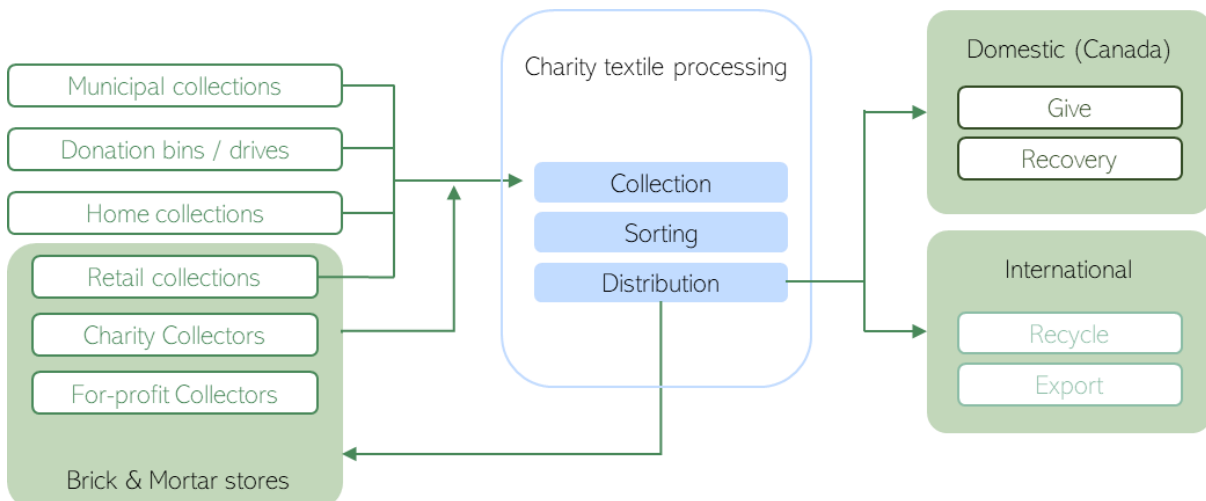 Municipal collections
Donation bins / drives
Home collections
Retail collections
Charity Collectors
For-profit Collectors
Brick & Mortar stores
Charity textile processing
Collection
Sorting
Distribution
Domestic (Canada)
Give
Recovery
International
Recycle
Export